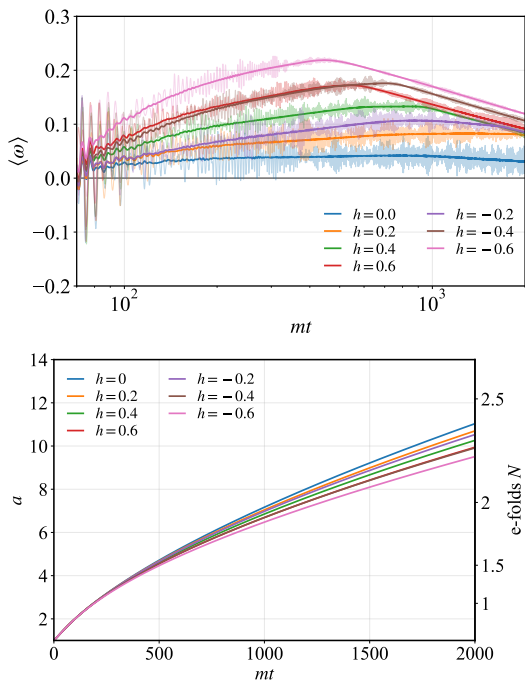 0.3
0.2
0.1
0.0
−0.1
−0.2
⟨ω⟩
h = 0.0
h = 0.2
h = 0.4
h = 0.6
h = −0.2
h = −0.4
h = −0.6
10²
10³
mt
14
12
10
8
6
4
2
a
h = 0
h = 0.2
h = 0.4
h = 0.6
h = −0.2
h = −0.4
h = −0.6
2.5
2
1.5
1
e-folds N
0
500
1000
1500
2000
mt